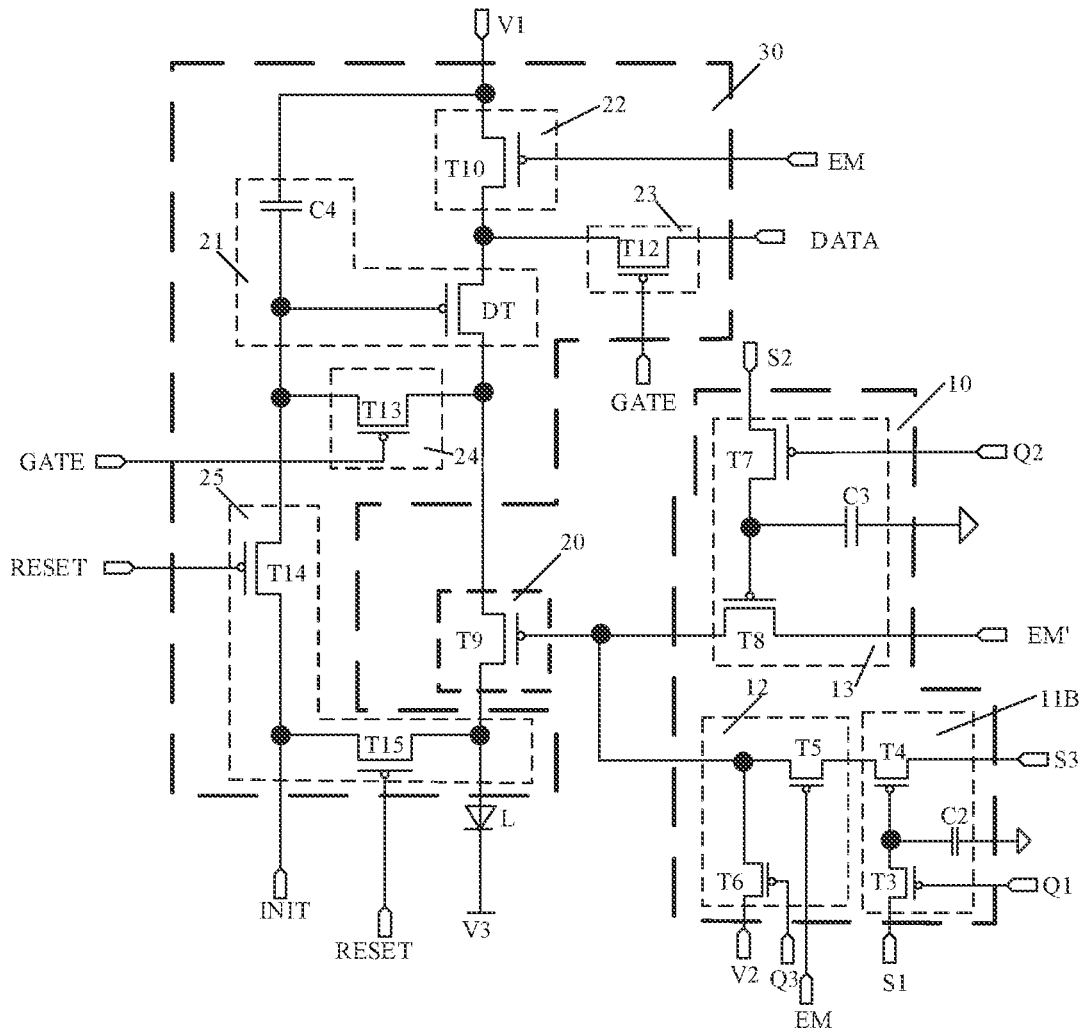 V1
30
22
T10
EM
C4
23
21
T12
DATA
DT
S2
GATE
T13
10
24
T7
GATE
Q2
25
C3
20
RESET
T14
T9
T8
EM'
12
13
11B
T15
T5
T4
S3
L
C2
T6
T3
Q1
INIT
V3
RESET
V2
Q3
S1
EM